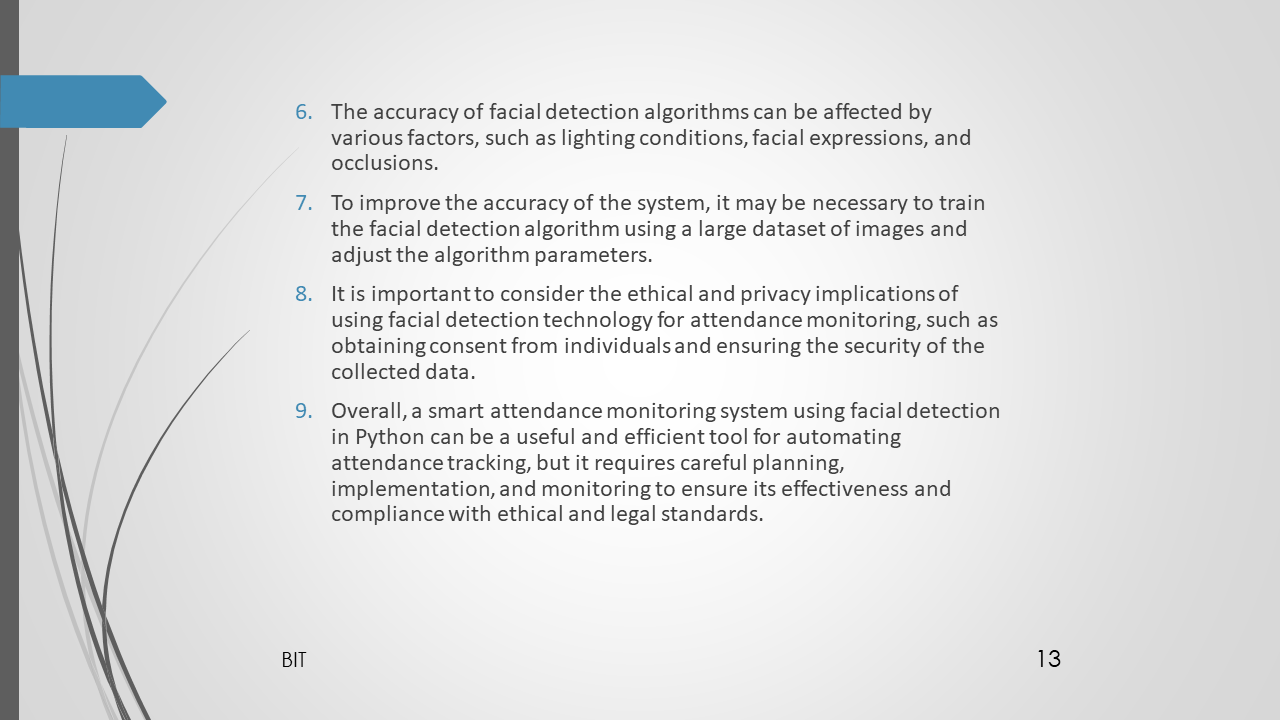 6. The accuracy of facial detection algorithms can be affected by
various factors, such as lighting conditions, facial expressions, and
occlusions.
7. To improve the accuracy of the system, it may be necessary to train
the facial detection algorithm using a large dataset of images and
adjust the algorithm parameters.
8. It is important to consider the ethical and privacy implications of
using facial detection technology for attendance monitoring, such as
obtaining consent from individuals and ensuring the security of the
collected data.
9. Overall, a smart attendance monitoring system using facial detection
in Python can be a useful and efficient tool for automating
attendance tracking, but it requires careful planning,
implementation, and monitoring to ensure its effectiveness and
compliance with ethical and legal standards.
BIT
13